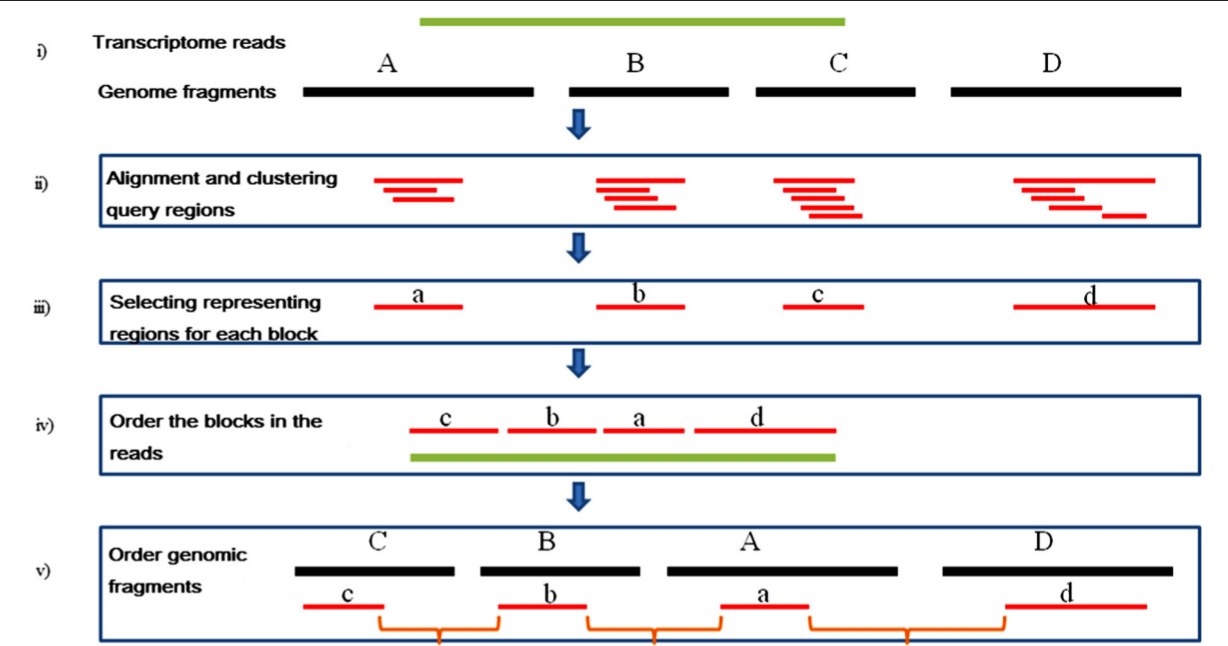 i)
Transcriptome reads
A B C D
Genome fragments
ii)
Alignment and clustering
query regions
iii)
Selecting representing
regions for each block
a b c d
iv)
Order the blocks in the
reads
c b a d
v)
Order genomic
fragments
C B A D
c b a d